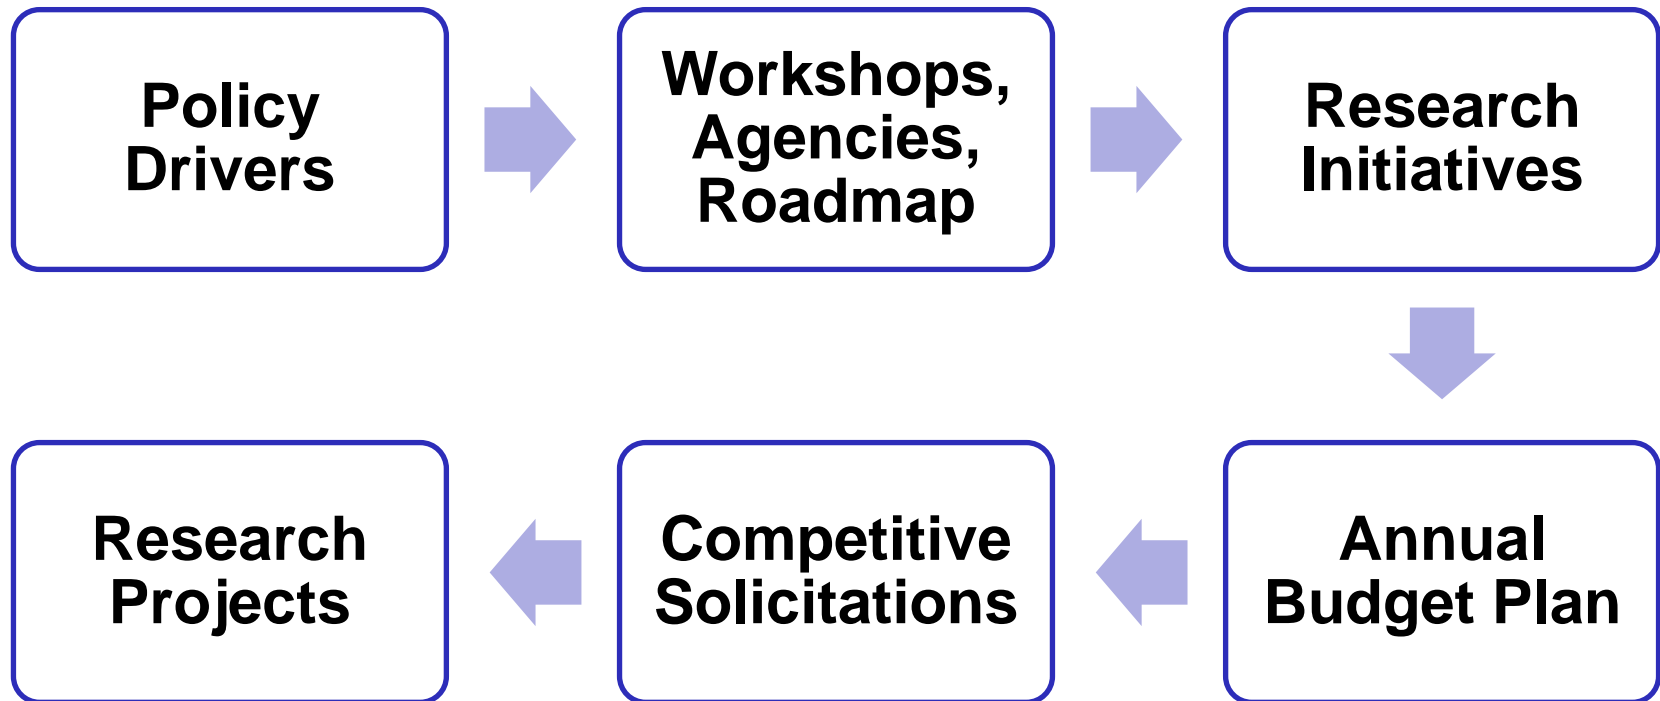 Policy
Drivers
Workshops,
Agencies,
Roadmap
Research
Initiatives
Annual
Budget Plan
Competitive
Solicitations
Research
Projects